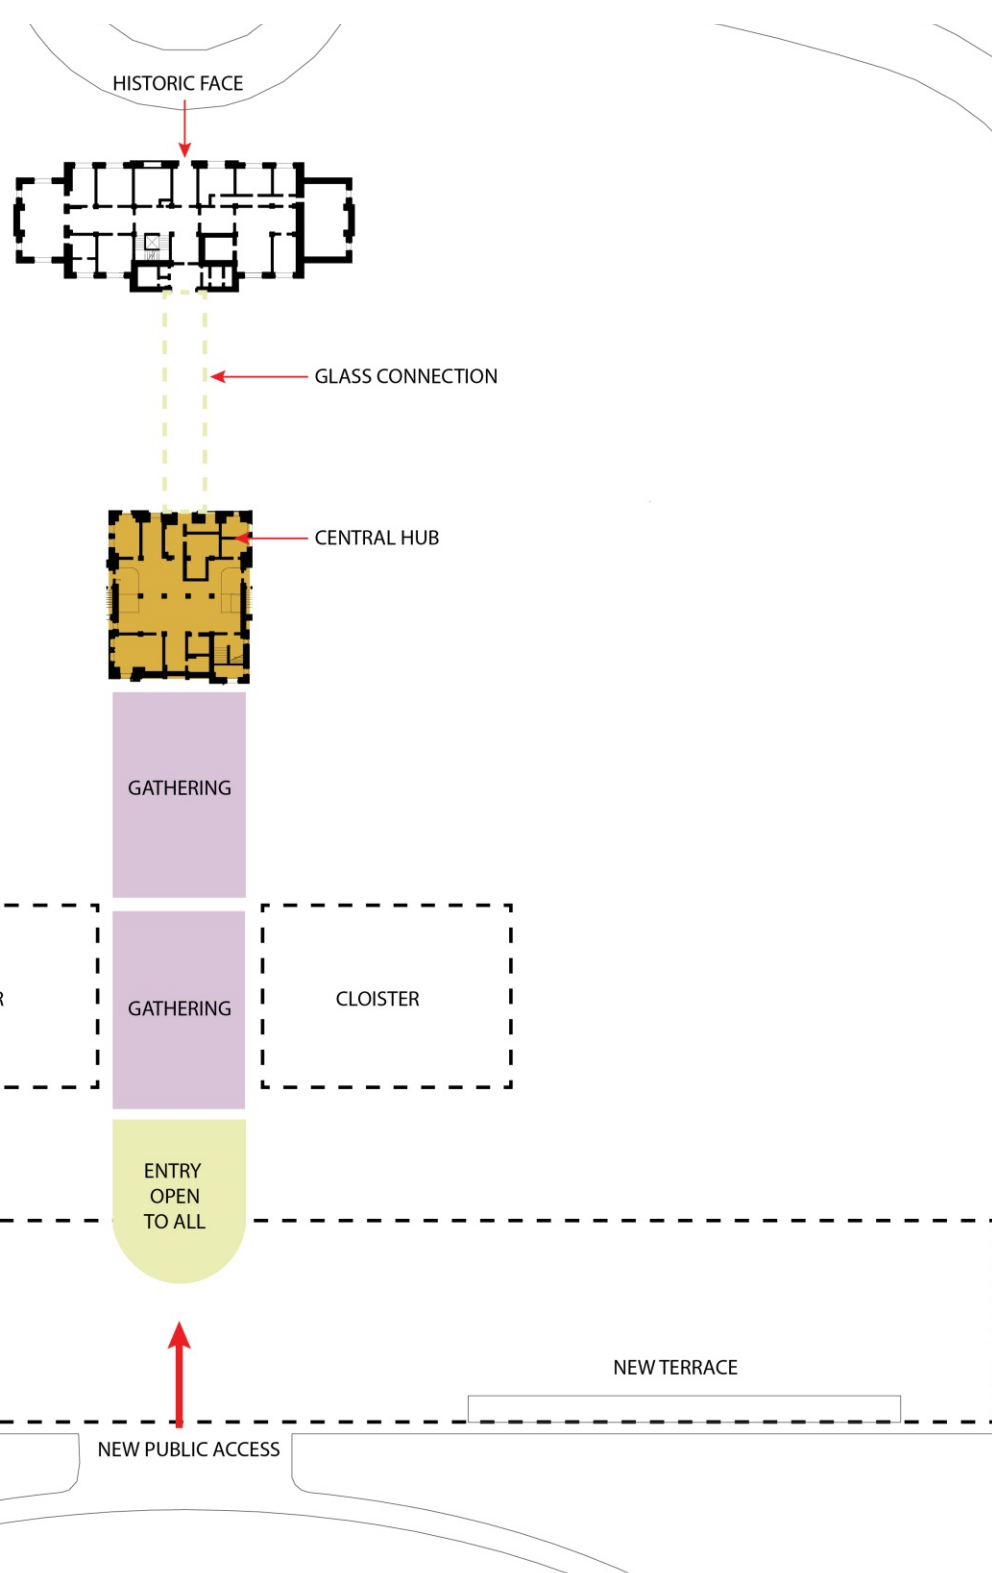 HISTORIC FACE
GLASS CONNECTION
CENTRAL HUB
GATHERING
GATHERING
CLOISTER
ENTRY
OPEN
TO ALL
NEW TERRACE
NEW PUBLIC ACCESS